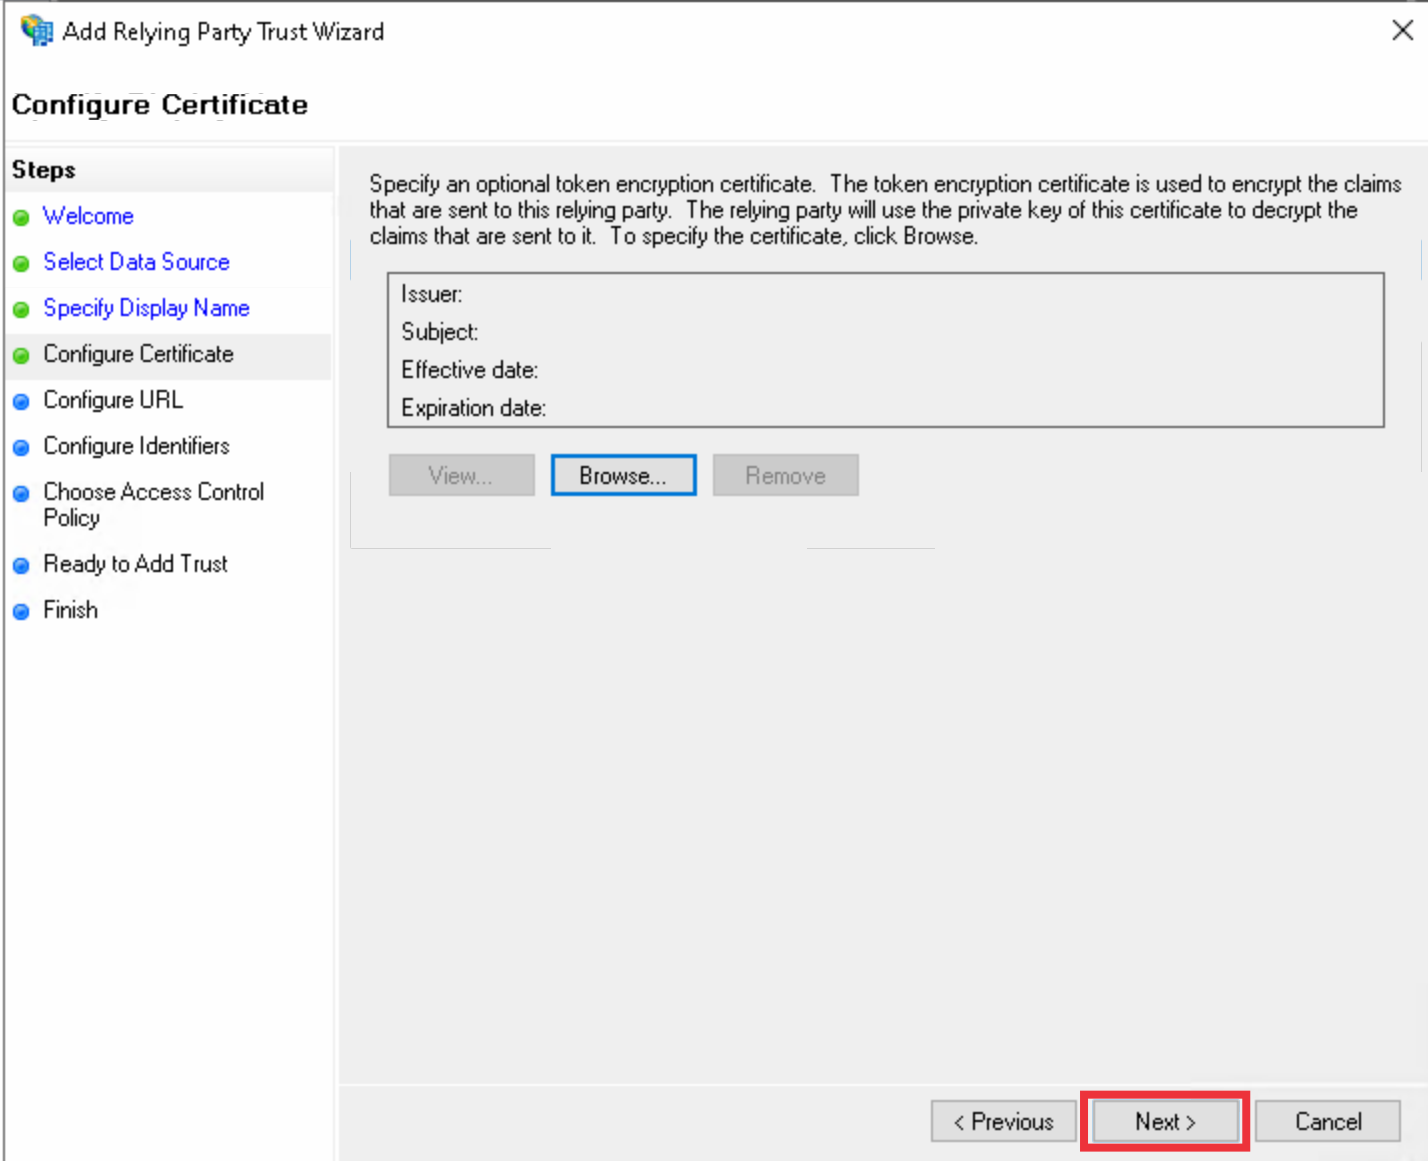 Add Relying Party Trust Wizard
Configure Certificate
Steps
Welcome
Select Data Source
Specify Display Name
Configure Certificate
Configure URL
Configure Identifiers
Choose Access Control
Policy
Ready to Add Trust
Finish
Specify an optional token encryption certificate.  The token encryption certificate is used to encrypt the claims
that are sent to this relying party.  The relying party will use the private key of this certificate to decrypt the
claims that are sent to it.  To specify the certificate, click Browse.
Issuer:
Subject:
Effective date:
Expiration date:
View... Browse... Remove
< Previous Next > Cancel